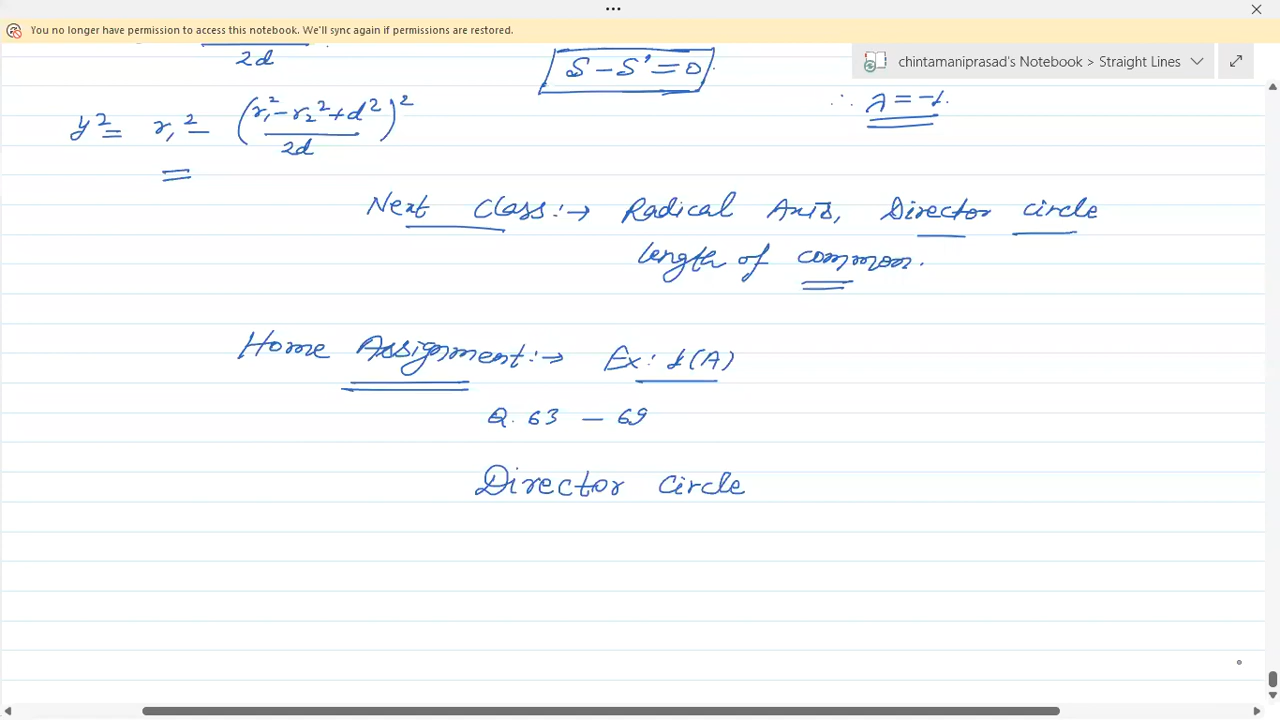 You no longer have permission to access this notebook. We'll sync again if permissions are restored.
chintamaniprasad's Notebook > Straight Lines
2d
S - S' = 0
∴ λ = -1.
y² = r₁² - (r₁² - r₂² + d² / 2d)²
Next Class:→ Radical Axis, Director circle
length of common.
Home Assignment:→ Ex: 1(A)
Q. 63 — 69
Director Circle